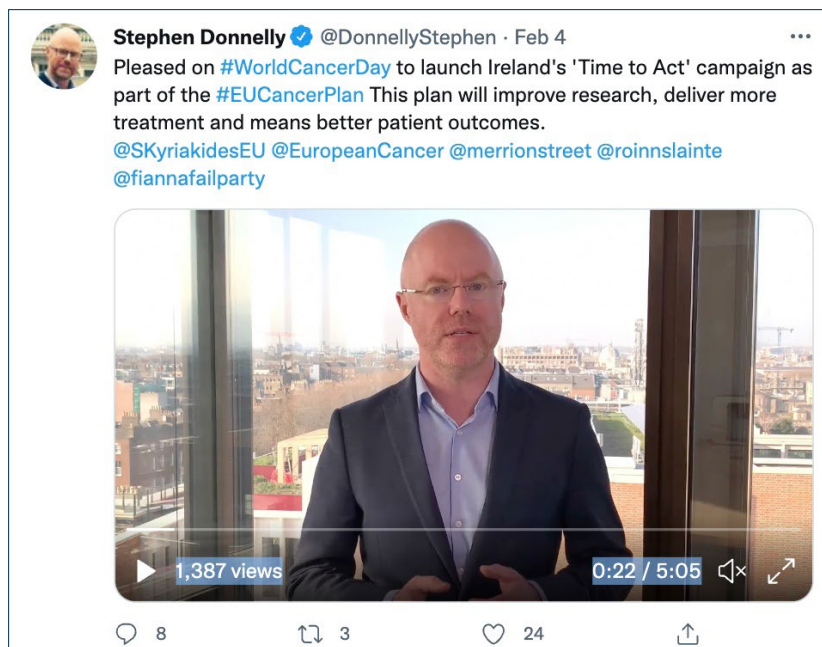 Stephen Donnelly @DonnellyStephen · Feb 4
Pleased on #WorldCancerDay to launch Ireland's 'Time to Act' campaign as
part of the #EUCancerPlan This plan will improve research, deliver more
treatment and means better patient outcomes.
@SKyriakidesEU @EuropeanCancer @merrionstreet @roinnslainte
@fiannafailparty
1,387 views 0:22 / 5:05
8 3 24